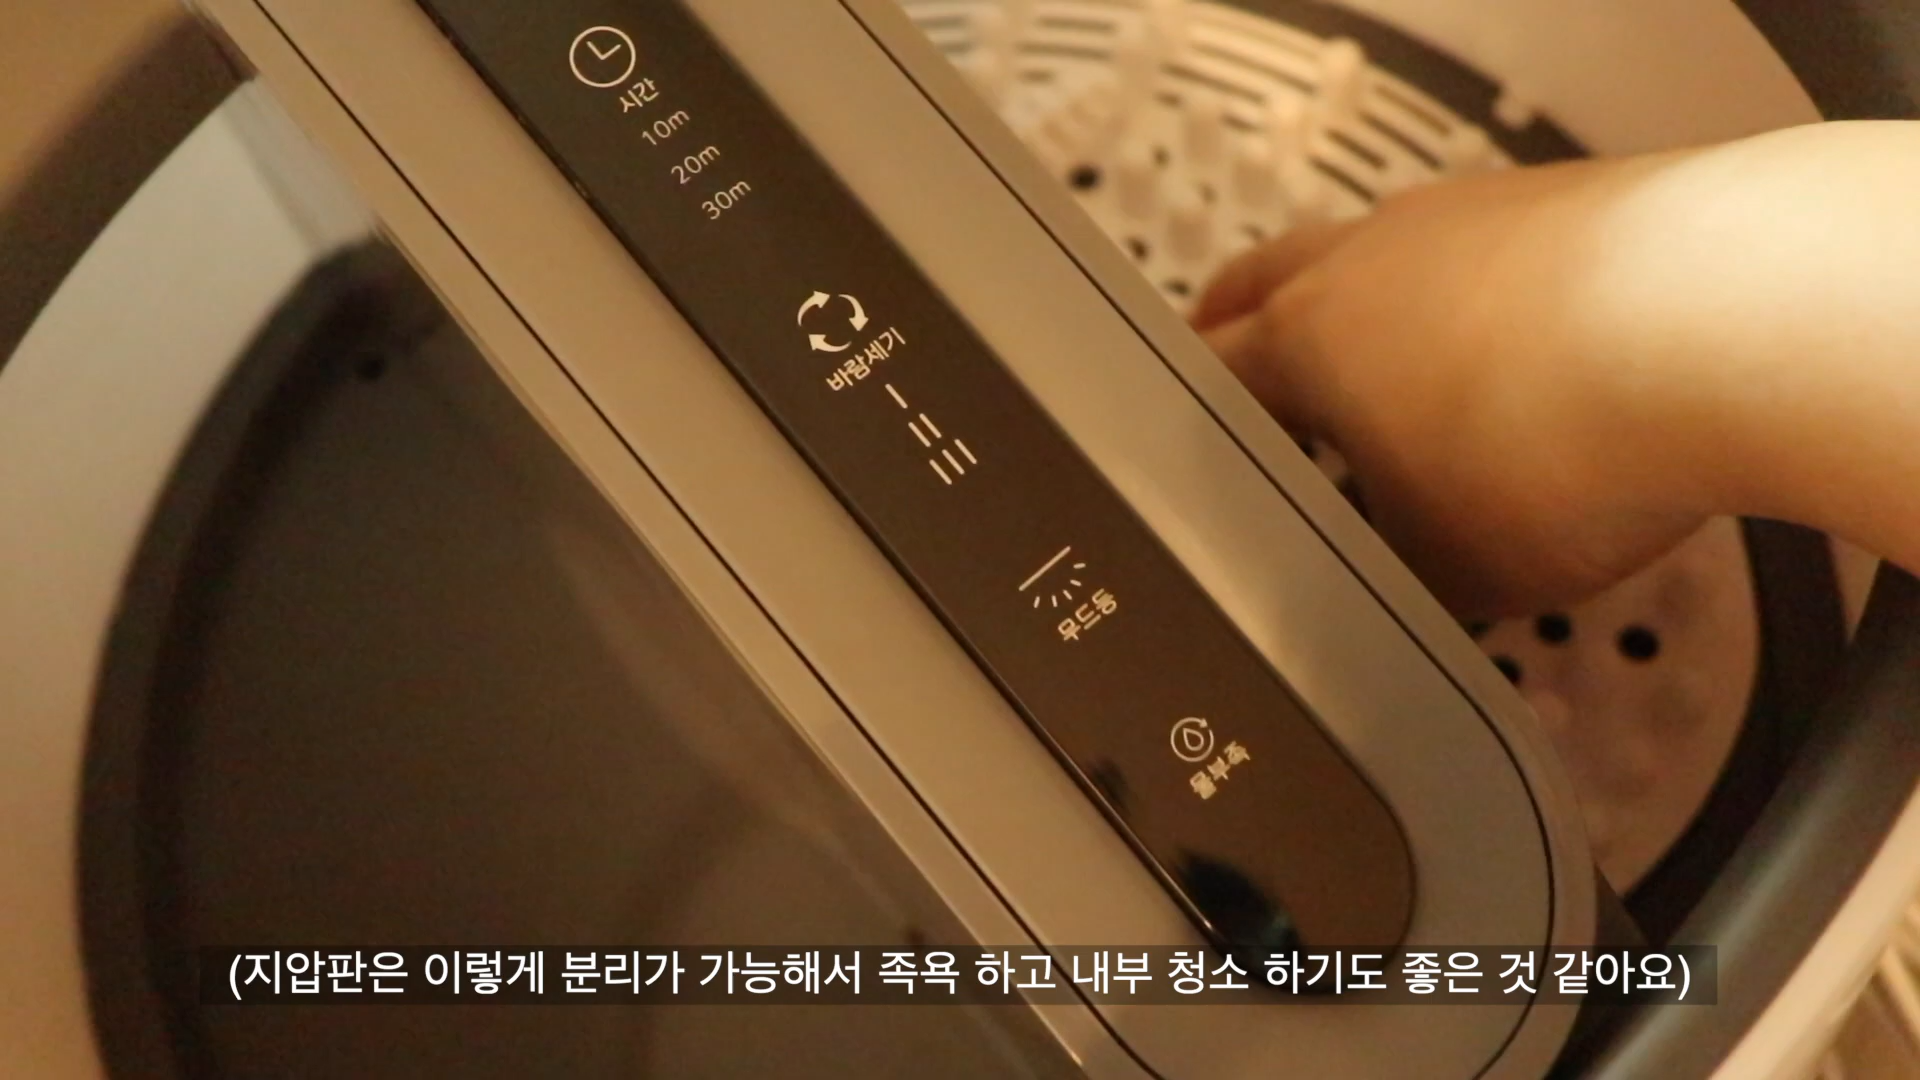 시간
10m
20m
30m
바람세기
무드등
물부족
(지압판은 이렇게 분리가 가능해서 족욕 하고 내부 청소 하기도 좋은 것 같아요)